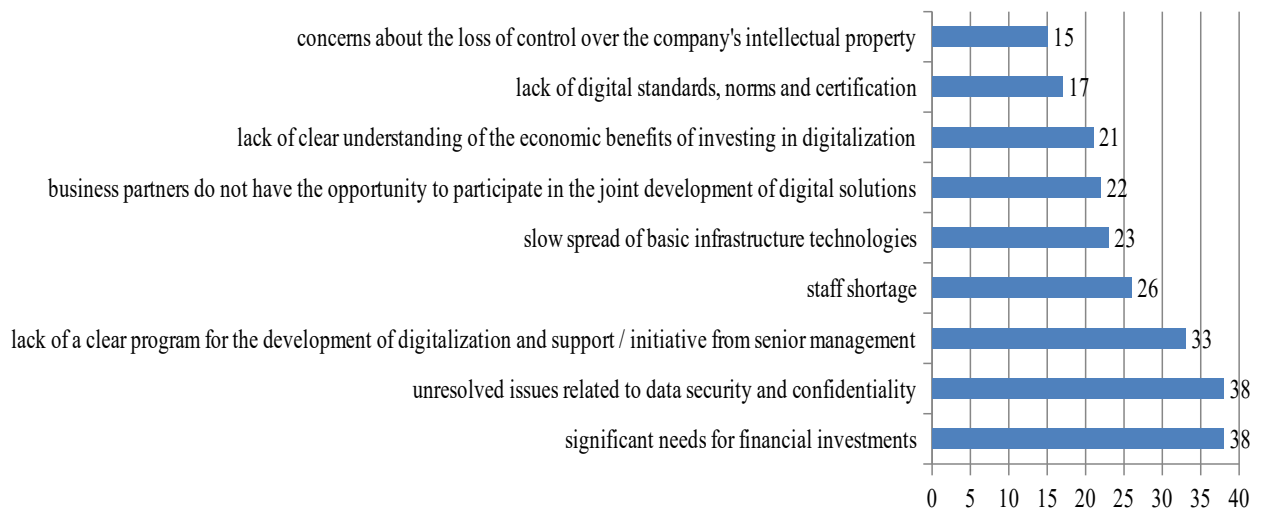 concerns about the loss of control over the company's intellectual property 15
lack of digital standards, norms and certification 17
lack of clear understanding of the economic benefits of investing in digitalization 21
business partners do not have the opportunity to participate in the joint development of digital solutions 22
slow spread of basic infrastructure technologies 23
staff shortage 26
lack of a clear program for the development of digitalization and support / initiative from senior management 33
unresolved issues related to data security and confidentiality 38
significant needs for financial investments 38
0 5 10 15 20 25 30 35 40